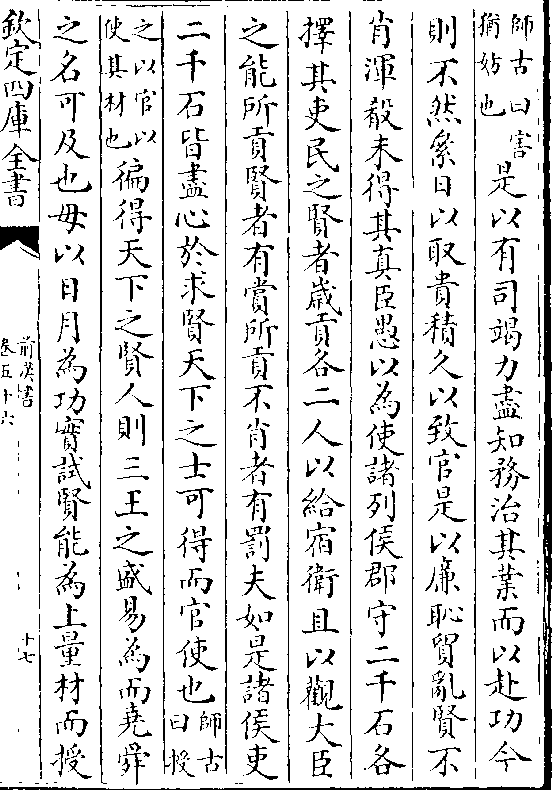 師古曰害
猶妨也
是以有司竭力盡知務治其業而以赴功今
則不然絫日以取貴積久以致官是以廉恥貿亂賢不
肖渾殽未得其真臣愚以為使諸列侯郡守二千石各
擇其吏民之賢者歲貢各二人以給宿衛且以觀大臣
之能所貢賢者有賞所貢不肖者有罰夫如是諸侯吏
二千石皆盡心於求賢天下之士可得而官使也
師古
曰授
之以官以
使其材也
徧得天下之賢人則三王之盛易為而堯舜
之名可及也毋以日月為功實試賢能為上量材而授
欽定四庫全書
前漢書
卷五十六
十七